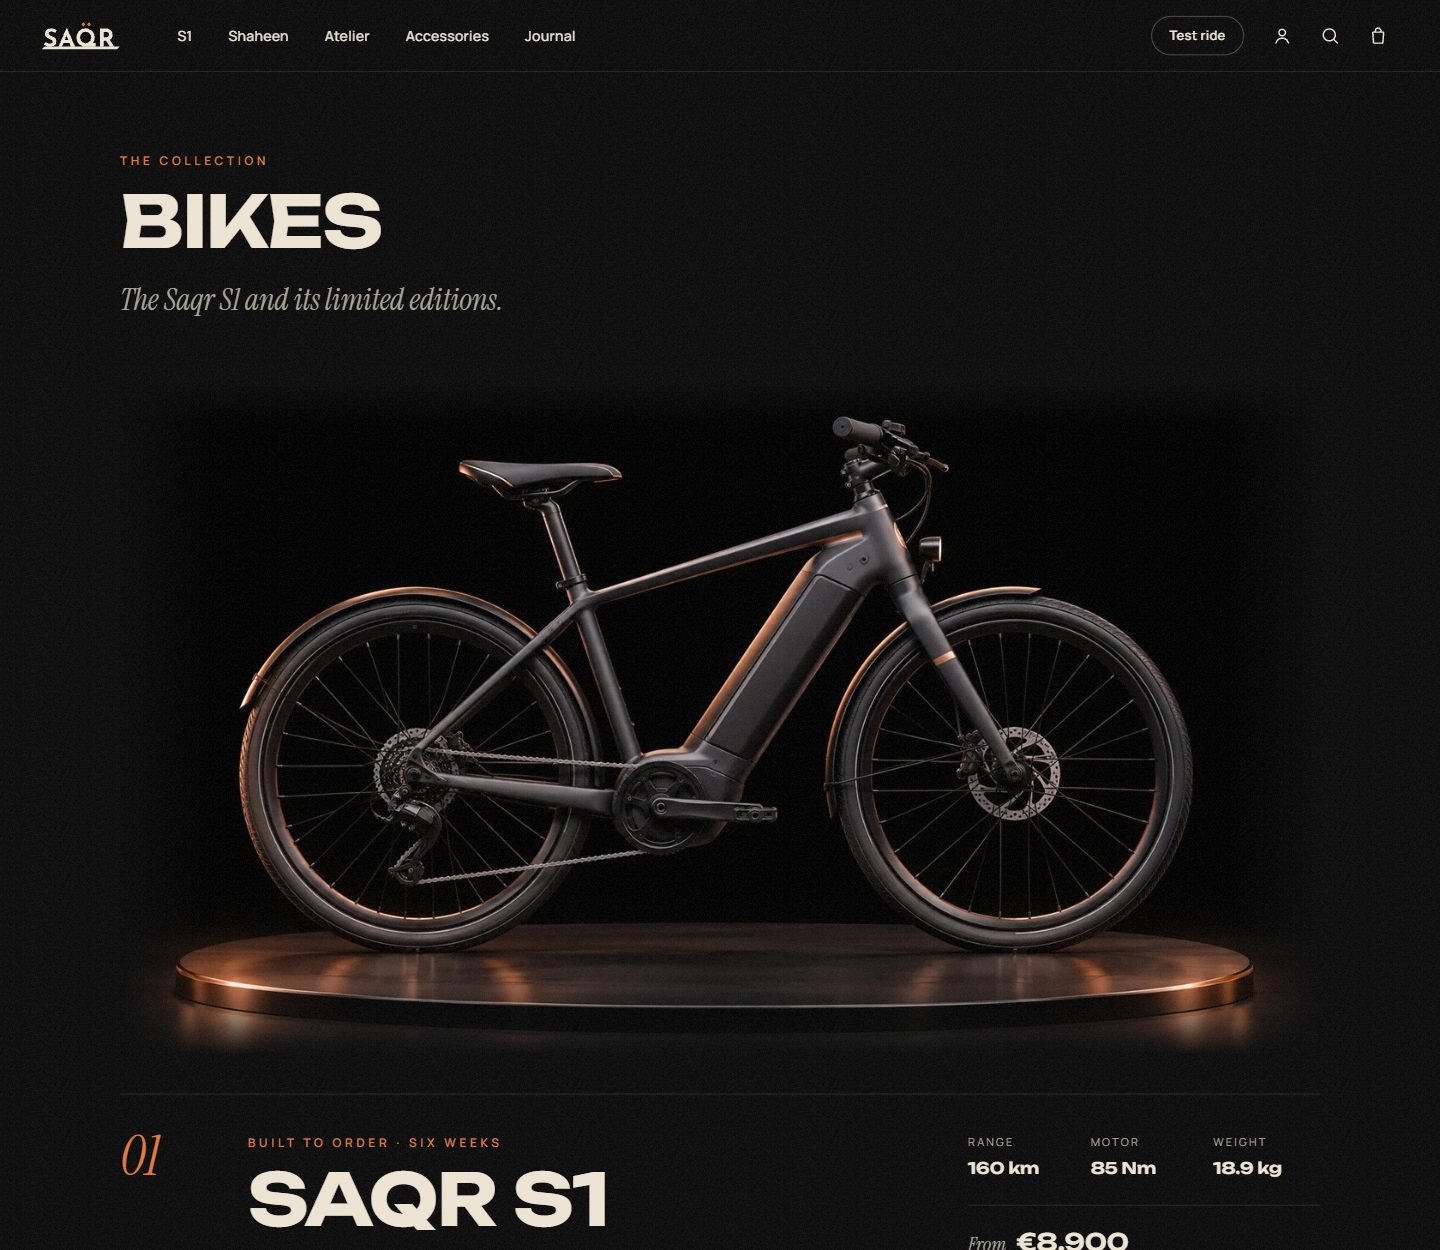 SAQR
S1
Shaheen
Atelier
Accessories
Journal
Test ride
THE COLLECTION
BIKES
The Saqr S1 and its limited editions.
01
BUILT TO ORDER · SIX WEEKS
SAQR S1
RANGE
160 km
MOTOR
85 Nm
WEIGHT
18.9 kg
From €8,900